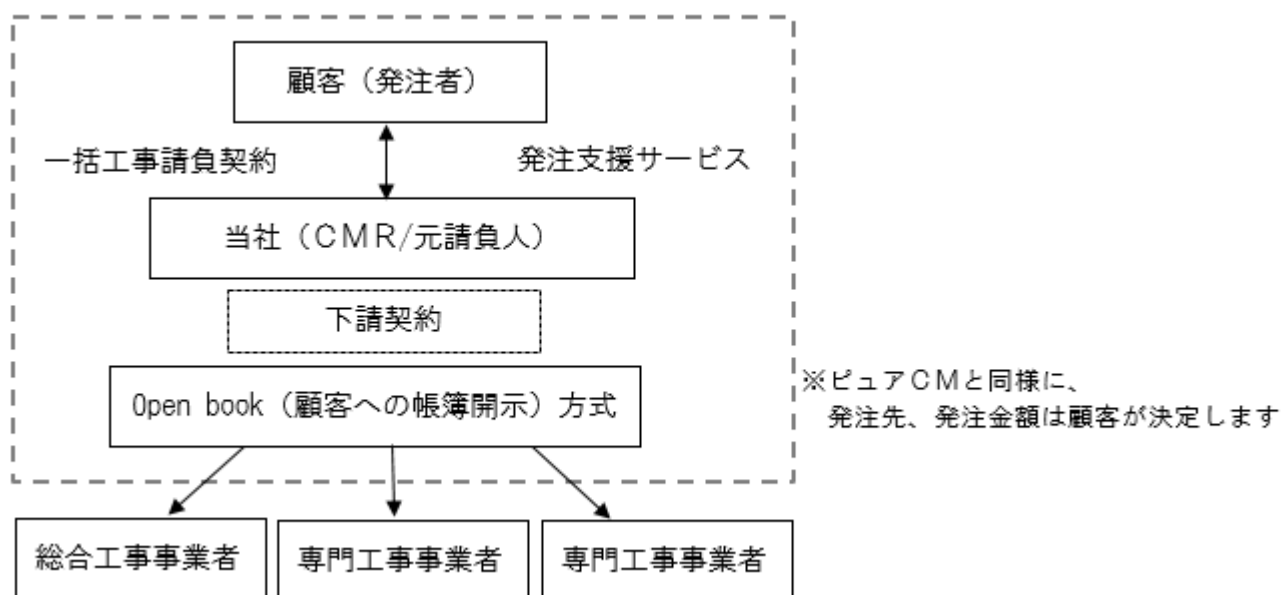 顧客（発注者）
一括工事請負契約
発注支援サービス
当社（ＣＭＲ/元請負人）
下請契約
Open book（顧客への帳簿開示）方式
※ピュアＣＭと同様に、
発注先、発注金額は顧客が決定します
総合工事事業者
専門工事事業者
専門工事事業者